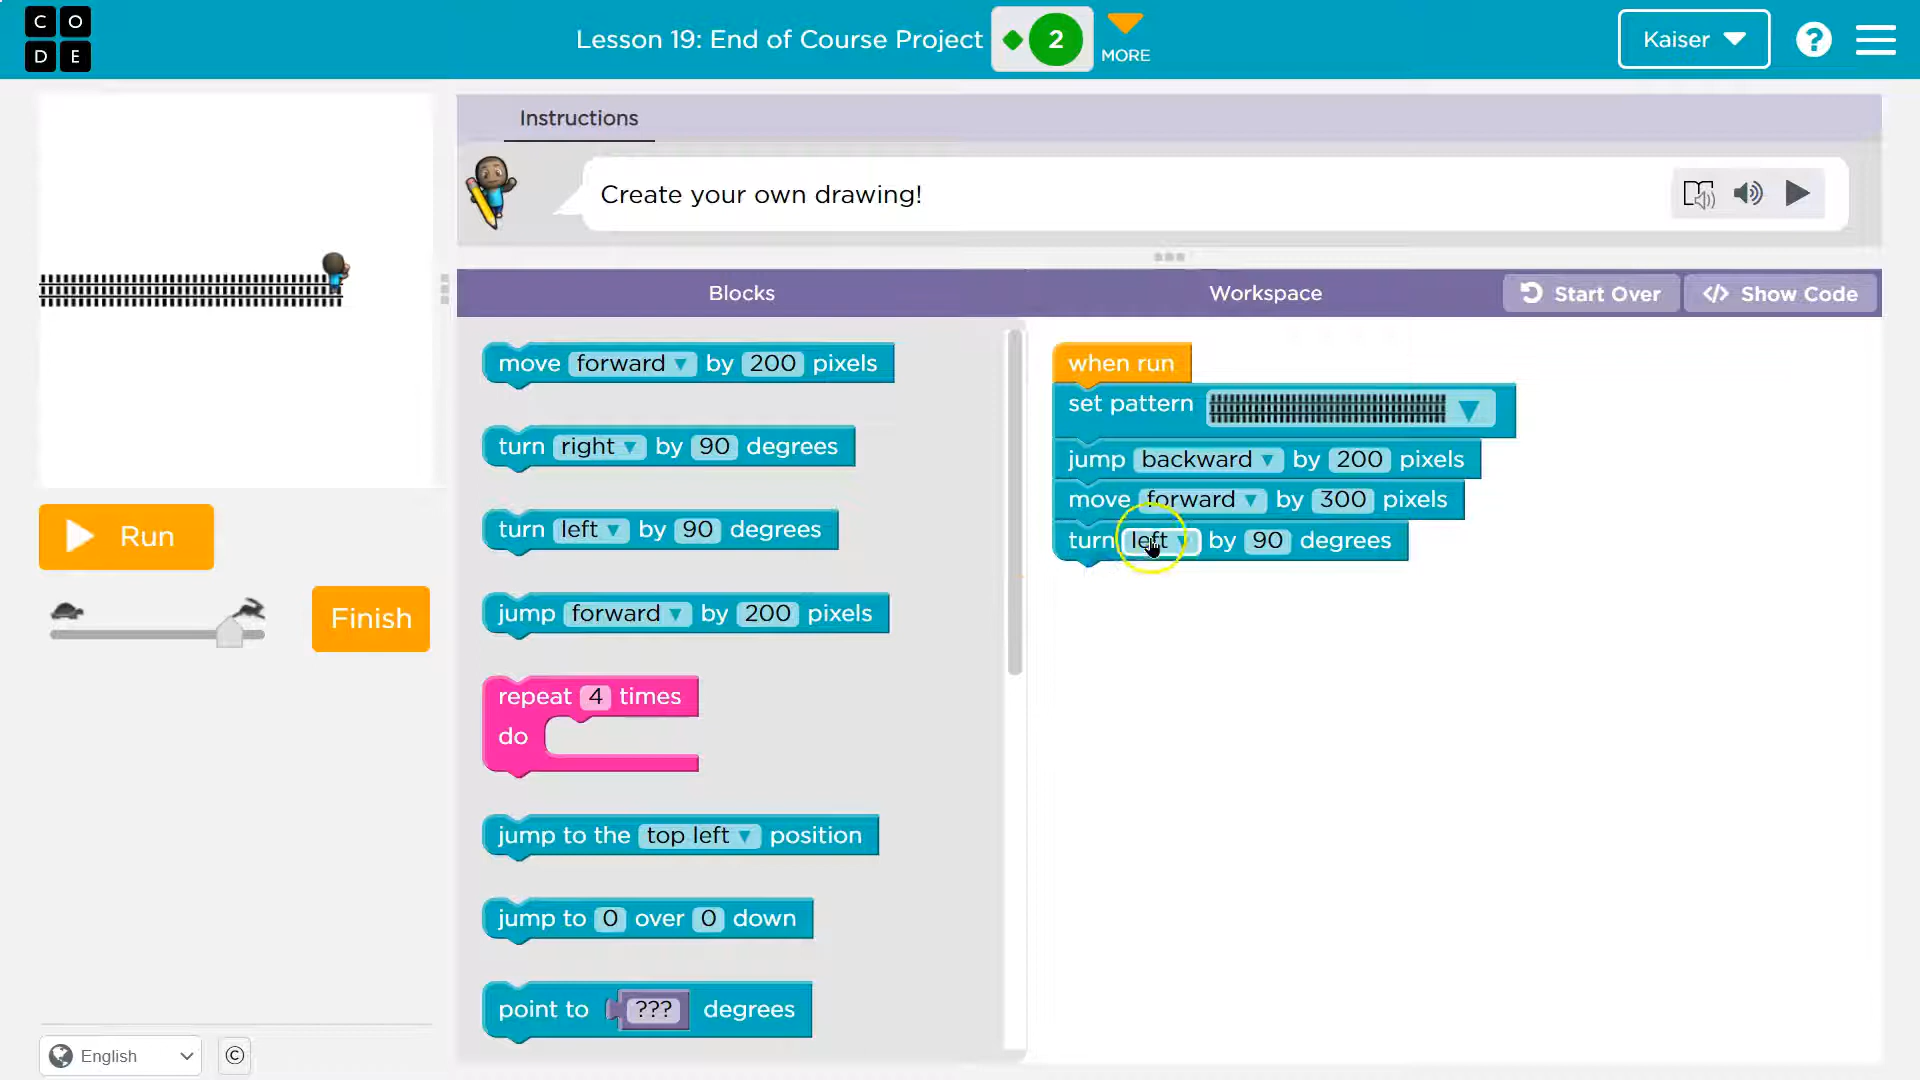 CODE
Lesson 19: End of Course Project
2
MORE
Kaiser
?
Instructions
Create your own drawing!
Blocks
Workspace
Start Over
</> Show Code
move forward by 200 pixels
turn right by 90 degrees
turn left by 90 degrees
jump forward by 200 pixels
repeat 4 times
do
jump to the top left position
jump to 0 over 0 down
point to ??? degrees
when run
set pattern
jump backward by 200 pixels
move forward by 300 pixels
turn left by 90 degrees
Run
Finish
English
©